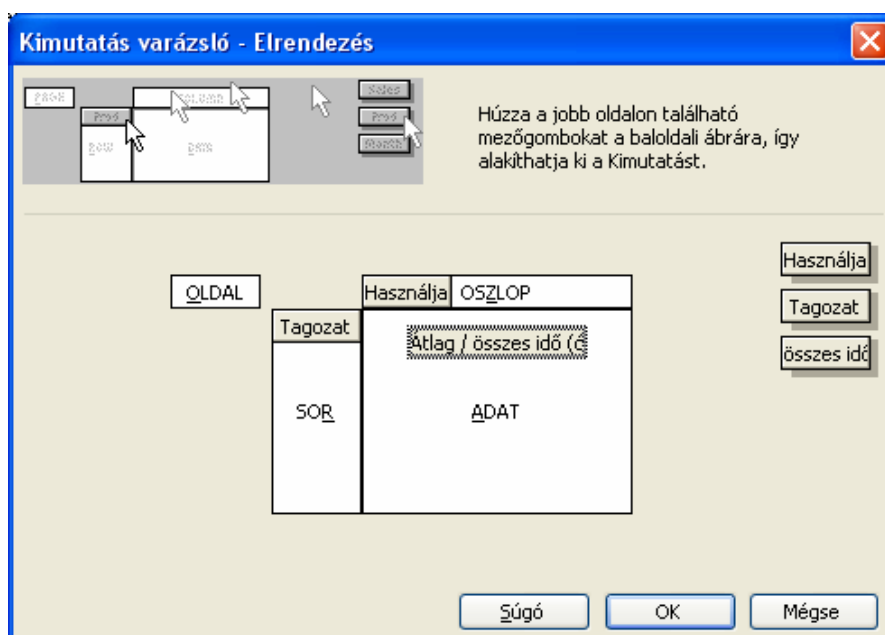 Kimutatás varázsló - Elrendezés
Prod
Húzza a jobb oldalon található
mezőgombokat a baloldali ábrára, így
alakíthatja ki a Kimutatást.
Használja
OLDAL
Használja OSZLOP
Tagozat
Tagozat
Átlag / összes idő (ó
összes idő
SOR
ADAT
Súgó
OK
Mégse